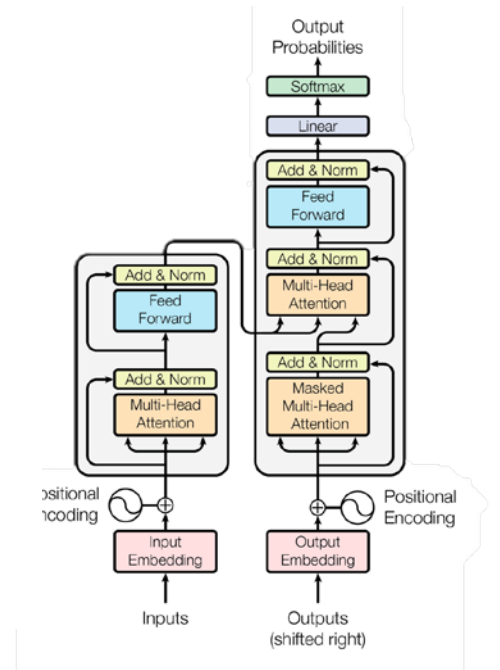 Output
Probabilities
Softmax
Linear
Add & Norm
Feed
Forward
Add & Norm
Multi-Head
Attention
Add & Norm
Masked
Multi-Head
Attention
Add & Norm
Feed
Forward
Add & Norm
Multi-Head
Attention
ositional
ncoding
Positional
Encoding
Input
Embedding
Output
Embedding
Inputs
Outputs
(shifted right)